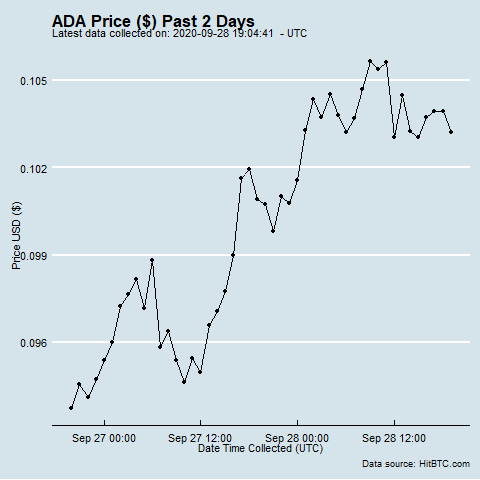 ADA Price ($) Past 2 Days
Latest data collected on: 2020-09-28 19:04:41 - UTC
Price USD ($)
0.105
0.102
0.099
0.096
Sep 27 00:00 Sep 27 12:00 Sep 28 00:00 Sep 28 12:00
Date Time Collected (UTC)
Data source: HitBTC.com